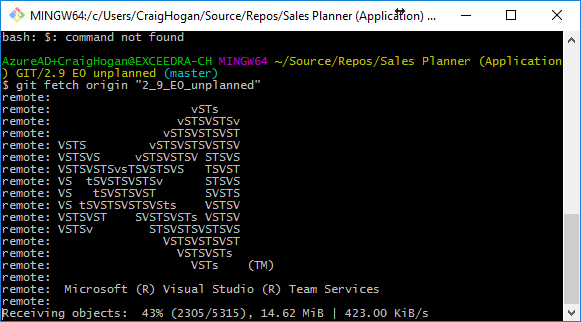 MINGW64:/c/Users/CraigHogan/Source/Repos/Sales Planner (Application) ...
bash: $: command not found
AzureAD+CraigHogan@EXCEEDRA-CH MINGW64 ~/Source/Repos/Sales Planner (Application
) GIT/2.9 E0 unplanned (master)
$ git fetch origin "2_9_E0_unplanned"
remote:
remote:                      vSTs
remote:                    vSTSVSTSv
remote:                  vSTSVSTSVST
remote: VSTS          vSTSVSTSVSTSV
remote: VSTSVS      vSTSVSTSV STSVS
remote: VSTSVSTSvsTSVSTSVS   TSVST
remote: VS  tSVSTSVSTSv      STSVS
remote: VS   tSVSTSVST       SVSTS
remote: VS tSVSTSVSTSVSts    VSTSV
remote: VSTSVST    SVSTSVSTs VSTSV
remote: VSTSv        STSVSTSVSTSVS
remote:                VSTSVSTSVST
remote:                  VSTSVSTs
remote:                    VSTs    (TM)
remote:
remote:  Microsoft (R) Visual Studio (R) Team Services
remote:
Receiving objects:  43% (2305/5315), 14.62 MiB | 423.00 KiB/s